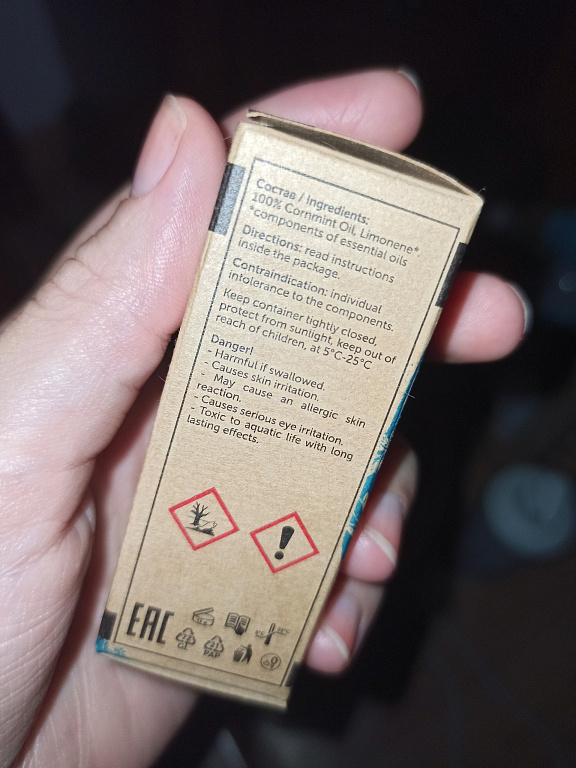 Состав / Ingredients:
100% Cornmint Oil, Limonene*
*components of essential oils
Directions: read instructions
inside the package.
Contraindication: individual
intolerance to the components.
Keep container tightly closed,
protect from sunlight, keep out of
reach of children, at 5°C-25°C
Danger!
- Harmful if swallowed.
- Causes skin irritation.
- May cause an allergic skin
reaction.
- Causes serious eye irritation.
- Toxic to aquatic life with long
lasting effects.
EAC
PAP